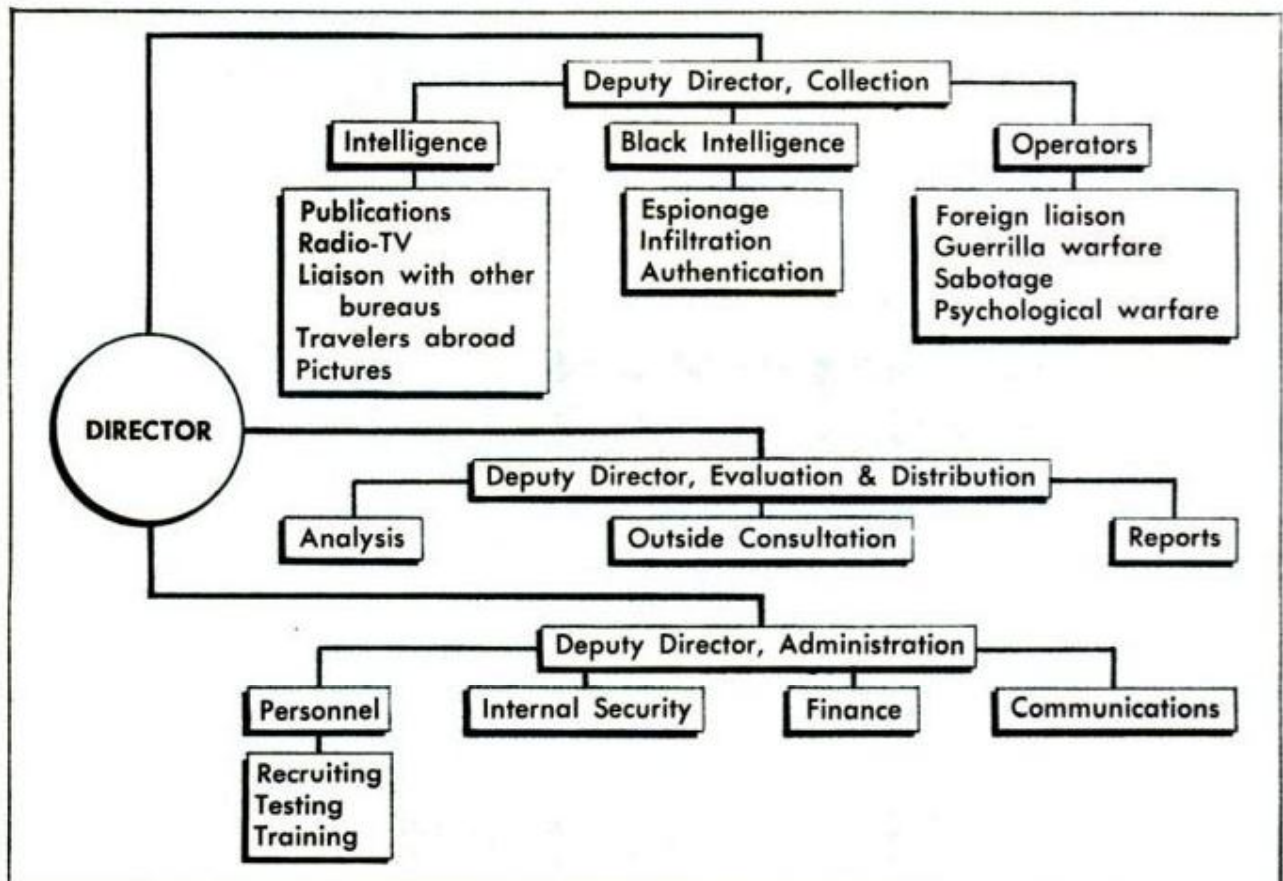 Deputy Director, Collection
Intelligence
Black Intelligence
Operators
Publications
Radio-TV
Liaison with other
bureaus
Travelers abroad
Pictures
Espionage
Infiltration
Authentication
Foreign liaison
Guerrilla warfare
Sabotage
Psychological warfare
DIRECTOR
Deputy Director, Evaluation & Distribution
Analysis
Outside Consultation
Reports
Deputy Director, Administration
Personnel
Internal Security
Finance
Communications
Recruiting
Testing
Training